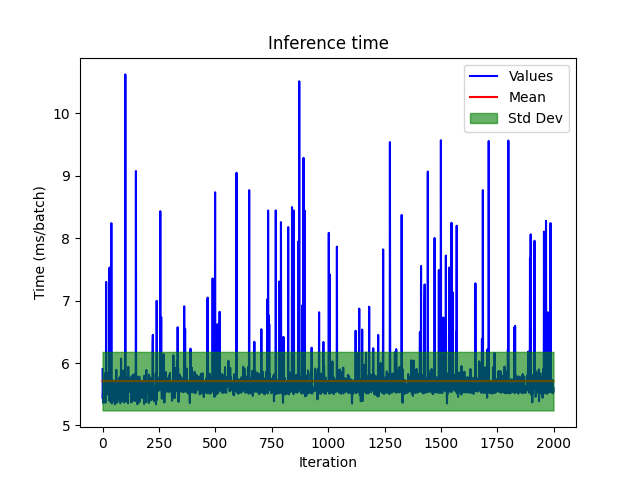 Inference time
Values
Mean
Std Dev
Time (ms/batch)
10
9
8
7
6
5
0 250 500 750 1000 1250 1500 1750 2000
Iteration